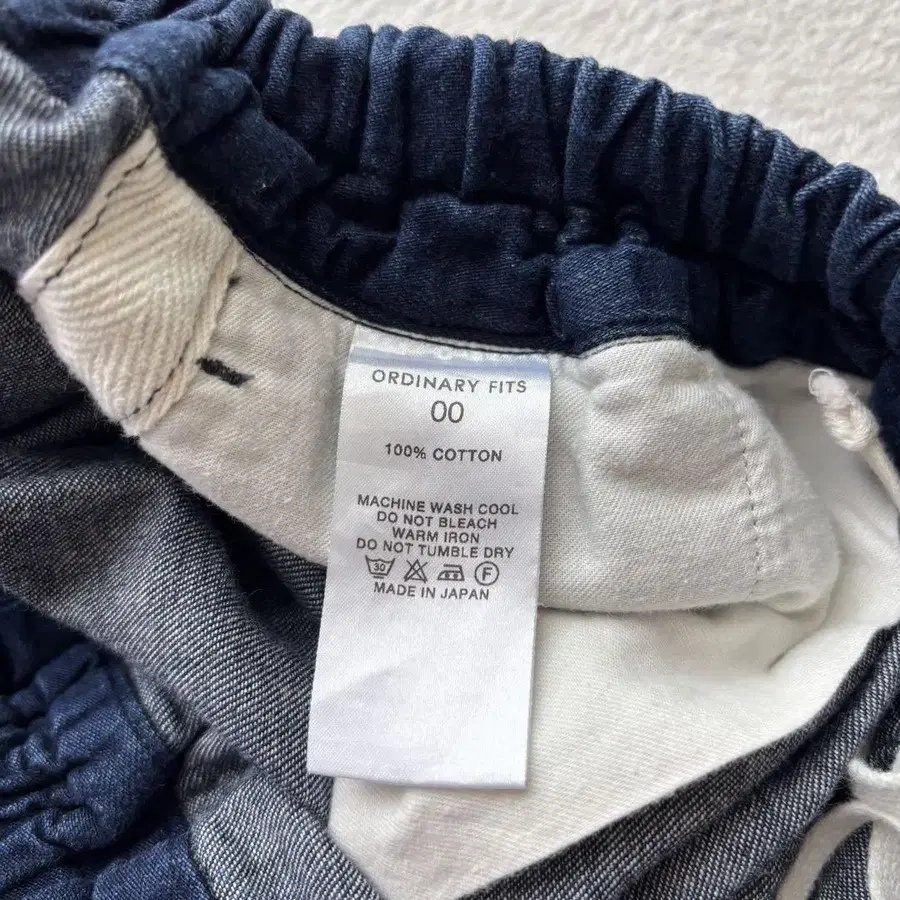 ORDINARY FITS
00
100% COTTON
MACHINE WASH COOL
DO NOT BLEACH
WARM IRON
DO NOT TUMBLE DRY
30 F
MADE IN JAPAN